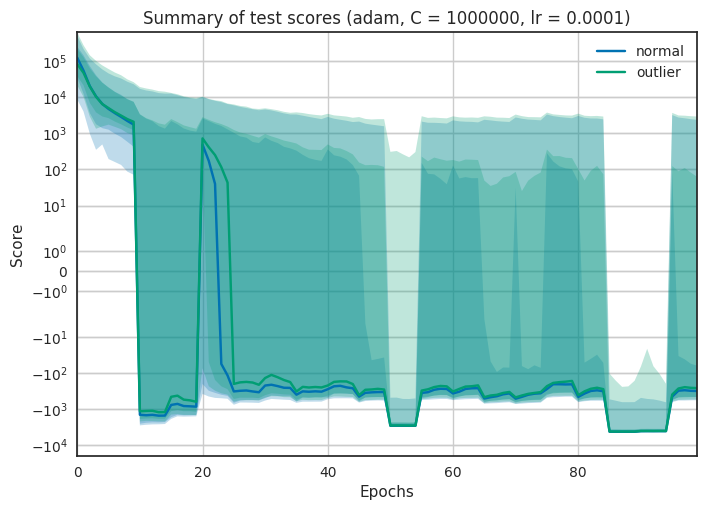 Summary of test scores (adam, C = 1000000, lr = 0.0001)
normal
outlier
Score
10^5
10^4
10^3
10^2
10^1
10^0
0
−10^0
−10^1
−10^2
−10^3
−10^4
0 20 40 60 80
Epochs